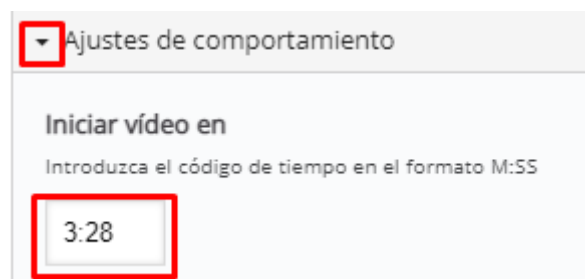 Ajustes de comportamiento
Iniciar vídeo en
Introduzca el código de tiempo en el formato M:SS
3:28